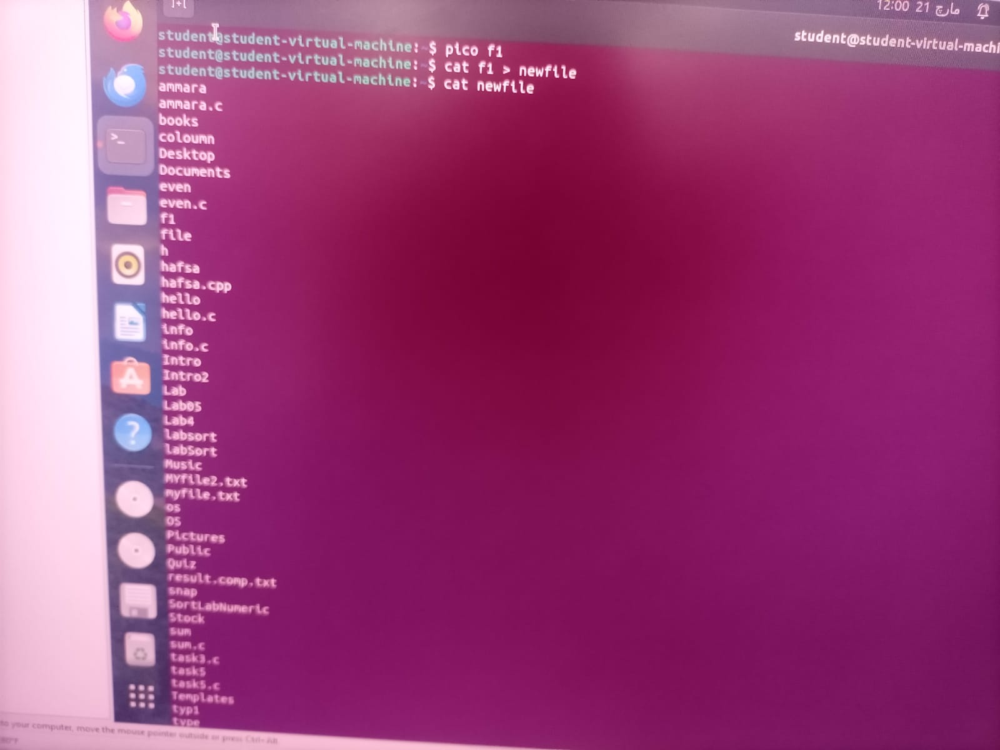 12:00 21 مارچ
student@student-virtual-machi
student@student-virtual-machine:~$ pico f1
student@student-virtual-machine:~$ cat f1 > newfile
student@student-virtual-machine:~$ cat newfile
ammara
ammara.c
books
coloumn
Desktop
Documents
even
even.c
f1
file
h
hafsa
hafsa.cpp
hello
hello.c
info
info.c
Intro
Intro2
Lab
Lab05
Lab4
labsort
labSort
Music
MYfile2.txt
myfile.txt
os
OS
Pictures
Public
Quiz
result.comp.txt
snap
SortLabNumeric
Stock
sum
sum.c
task3.c
task5
task5.c
Templates
typ1
type
to your computer, move the mouse pointer outside or press Ctrl+Alt.
80°F